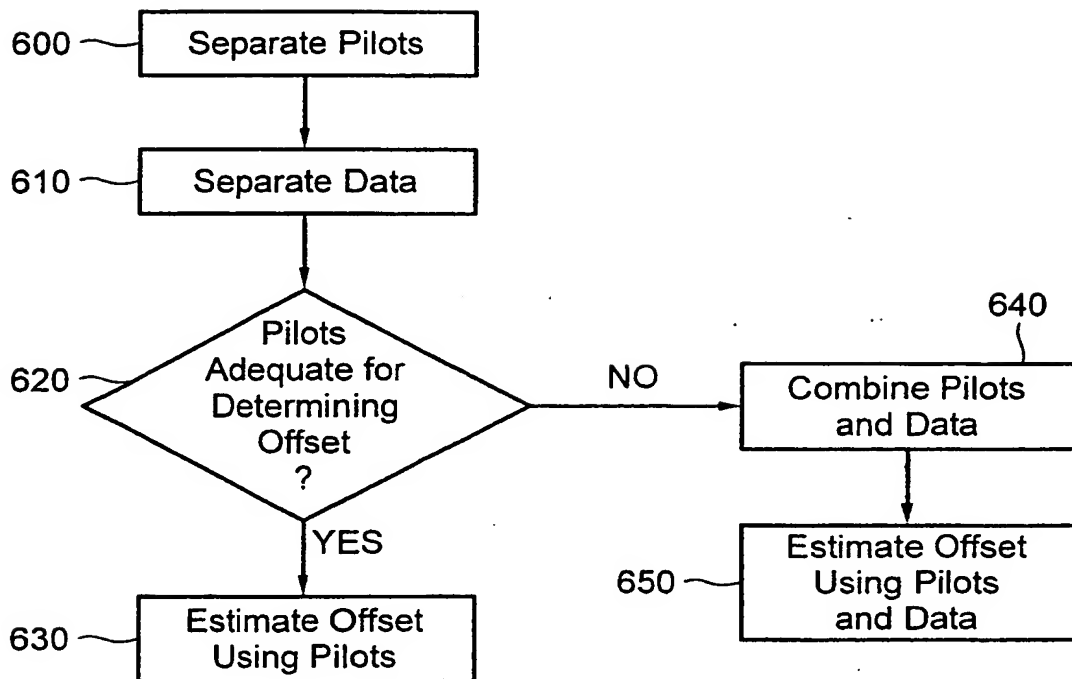 600
Separate Pilots
610
Separate Data
620
Pilots
Adequate for
Determining
Offset
?
NO
640
Combine Pilots
and Data
YES
630
Estimate Offset
Using Pilots
650
Estimate Offset
Using Pilots
and Data